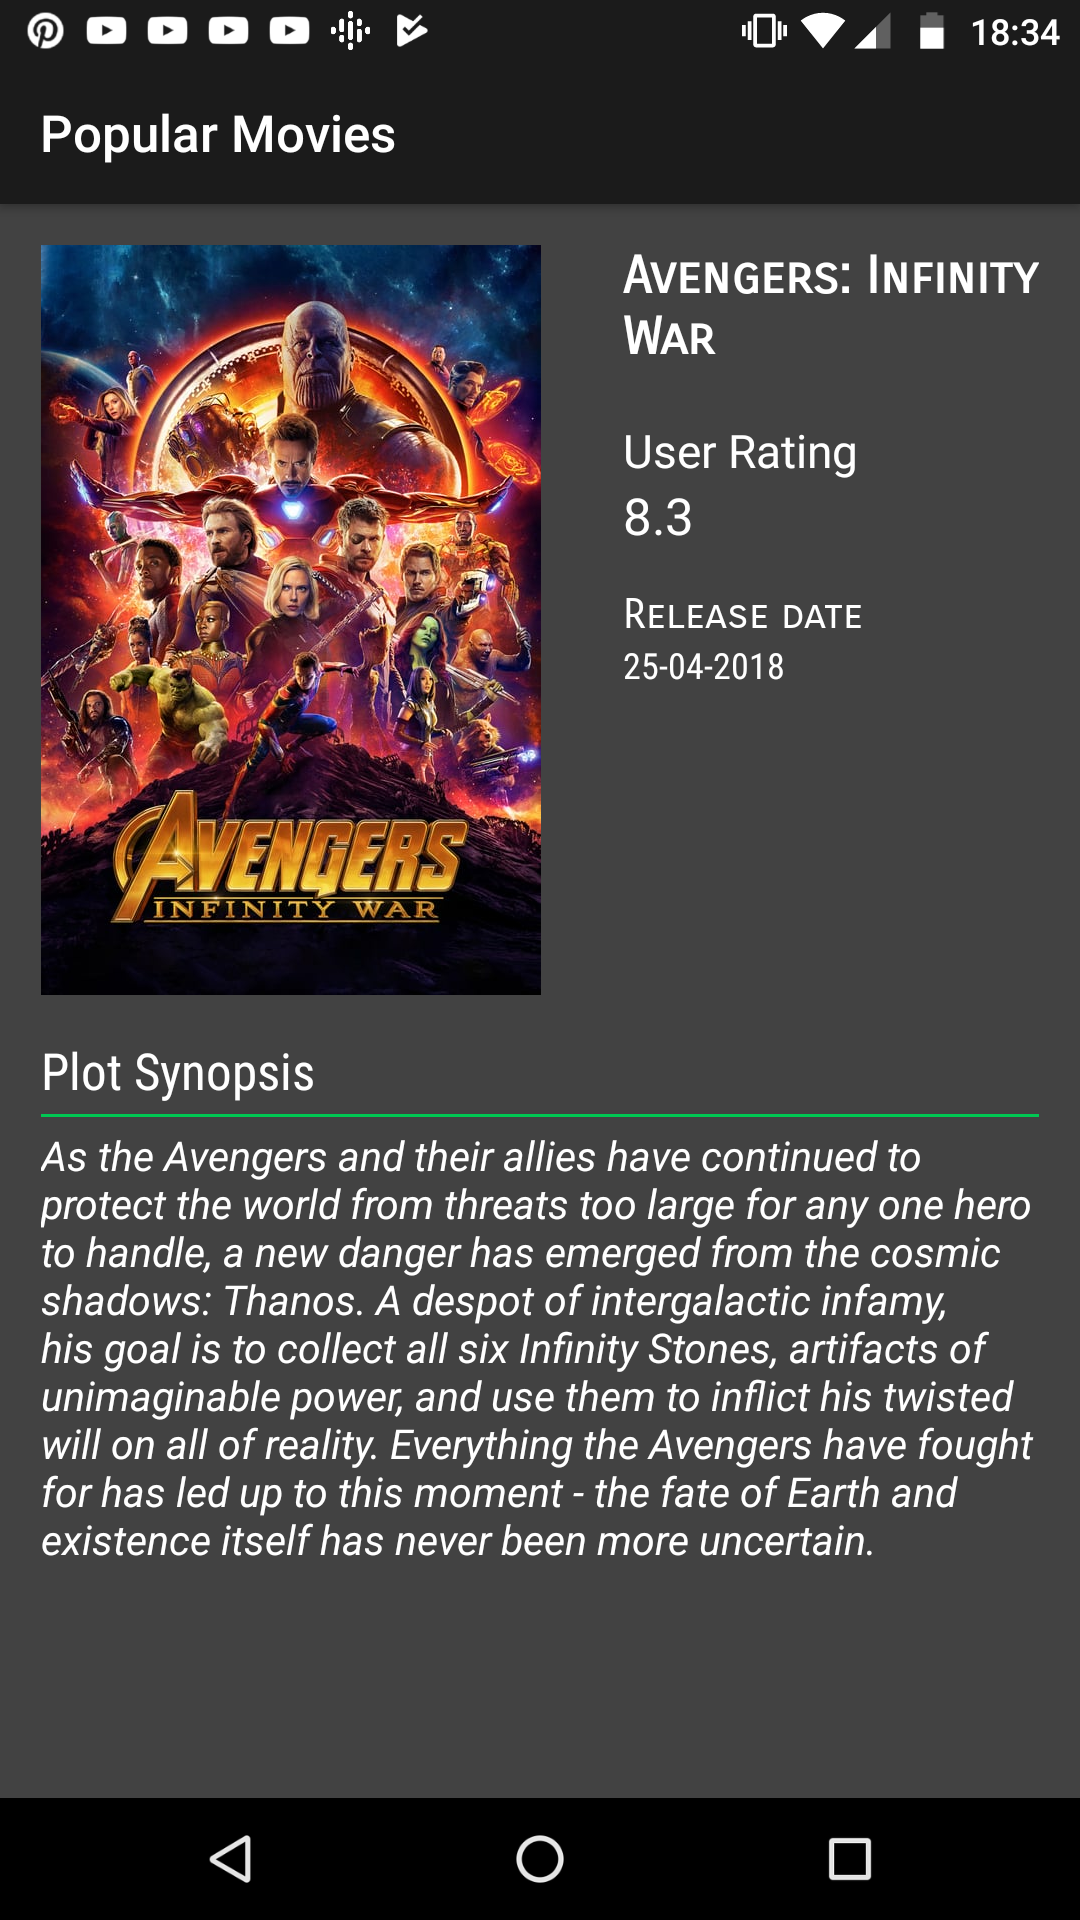 18:34
Popular Movies
AVENGERS: INFINITY
WAR
User Rating
8.3
RELEASE DATE
25-04-2018
AVENGERS
INFINITY WAR
Plot Synopsis
As the Avengers and their allies have continued to
protect the world from threats too large for any one hero
to handle, a new danger has emerged from the cosmic
shadows: Thanos. A despot of intergalactic infamy,
his goal is to collect all six Infinity Stones, artifacts of
unimaginable power, and use them to inflict his twisted
will on all of reality. Everything the Avengers have fought
for has led up to this moment - the fate of Earth and
existence itself has never been more uncertain.